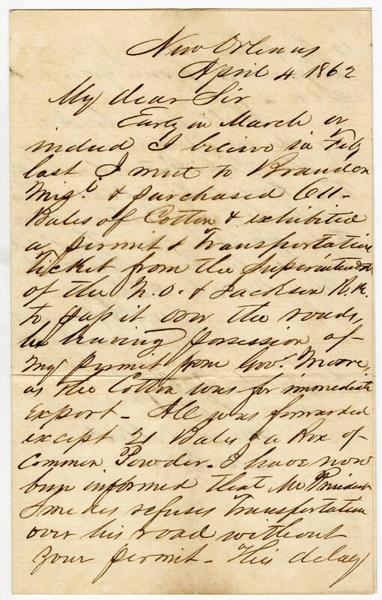 New Orleans
April 4. 1862
My dear Sir
Early in March or
indeed I believe in Feby
last I went to Brandon
Missi. & purchased 611
Bales of Cotton & exhibited
a permit & Transportation
Ticket from the Superintendent
of the N.O. & Jackson R.R.
to pass it over the roads,
he having possession of
my permit from Gov. Moore,
as the Cotton was for immediate
export - All was forwarded
except 21 Bales & a Box of
Common Powder. I have now
been informed that Mr President
refuses Transportation
over his road without
your permit - This delay